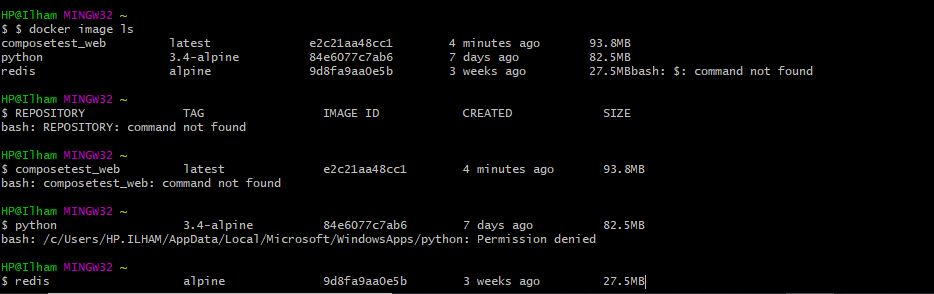 HP@Ilham MINGW32 ~
$ $ docker image ls
composetest_web latest e2c21aa48cc1 4 minutes ago 93.8MB
python 3.4-alpine 84e6077c7ab6 7 days ago 82.5MB
redis alpine 9d8fa9aa0e5b 3 weeks ago 27.5MBbash: $: command not found
HP@Ilham MINGW32 ~
$ REPOSITORY TAG IMAGE ID CREATED SIZE
bash: REPOSITORY: command not found
HP@Ilham MINGW32 ~
$ composetest_web latest e2c21aa48cc1 4 minutes ago 93.8MB
bash: composetest_web: command not found
HP@Ilham MINGW32 ~
$ python 3.4-alpine 84e6077c7ab6 7 days ago 82.5MB
bash: /c/Users/HP.ILHAM/AppData/Local/Microsoft/WindowsApps/python: Permission denied
HP@Ilham MINGW32 ~
$ redis alpine 9d8fa9aa0e5b 3 weeks ago 27.5MB